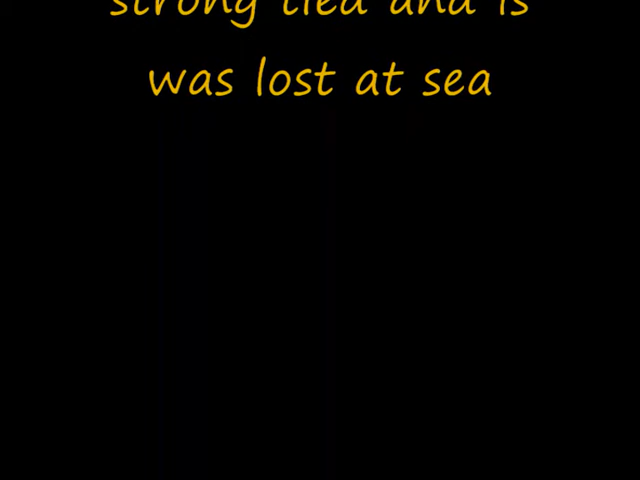 strong tied and is
was lost at sea